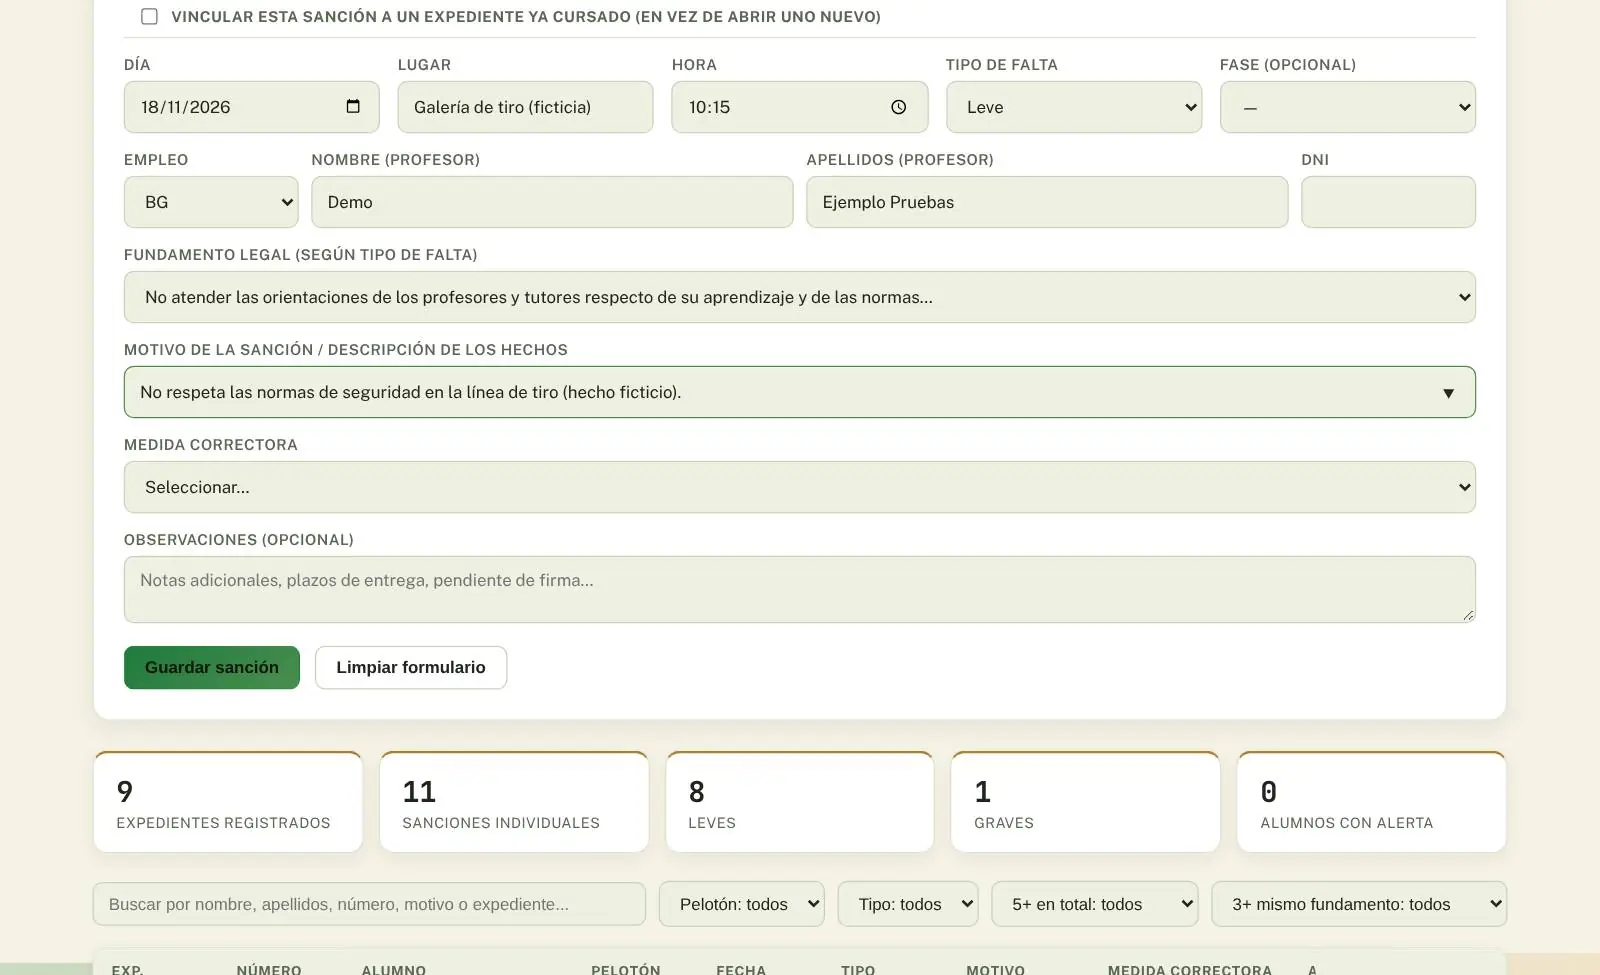 VINCULAR ESTA SANCIÓN A UN EXPEDIENTE YA CURSADO (EN VEZ DE ABRIR UNO NUEVO)
DÍA LUGAR HORA TIPO DE FALTA FASE (OPCIONAL)
18/11/2026 Galería de tiro (ficticia) 10:15 Leve —
EMPLEO NOMBRE (PROFESOR) APELLIDOS (PROFESOR) DNI
BG Demo Ejemplo Pruebas
FUNDAMENTO LEGAL (SEGÚN TIPO DE FALTA)
No atender las orientaciones de los profesores y tutores respecto de su aprendizaje y de las normas...
MOTIVO DE LA SANCIÓN / DESCRIPCIÓN DE LOS HECHOS
No respeta las normas de seguridad en la línea de tiro (hecho ficticio).
MEDIDA CORRECTORA
Seleccionar...
OBSERVACIONES (OPCIONAL)
Notas adicionales, plazos de entrega, pendiente de firma...
Guardar sanción Limpiar formulario
9 11 8 1 0
EXPEDIENTES REGISTRADOS SANCIONES INDIVIDUALES LEVES GRAVES ALUMNOS CON ALERTA
Buscar por nombre, apellidos, número, motivo o expediente... Pelotón: todos Tipo: todos 5+ en total: todos 3+ mismo fundamento: todos
EXP. NÚMERO ALUMNO PELOTÓN FECHA TIPO MOTIVO MEDIDA CORRECTORA